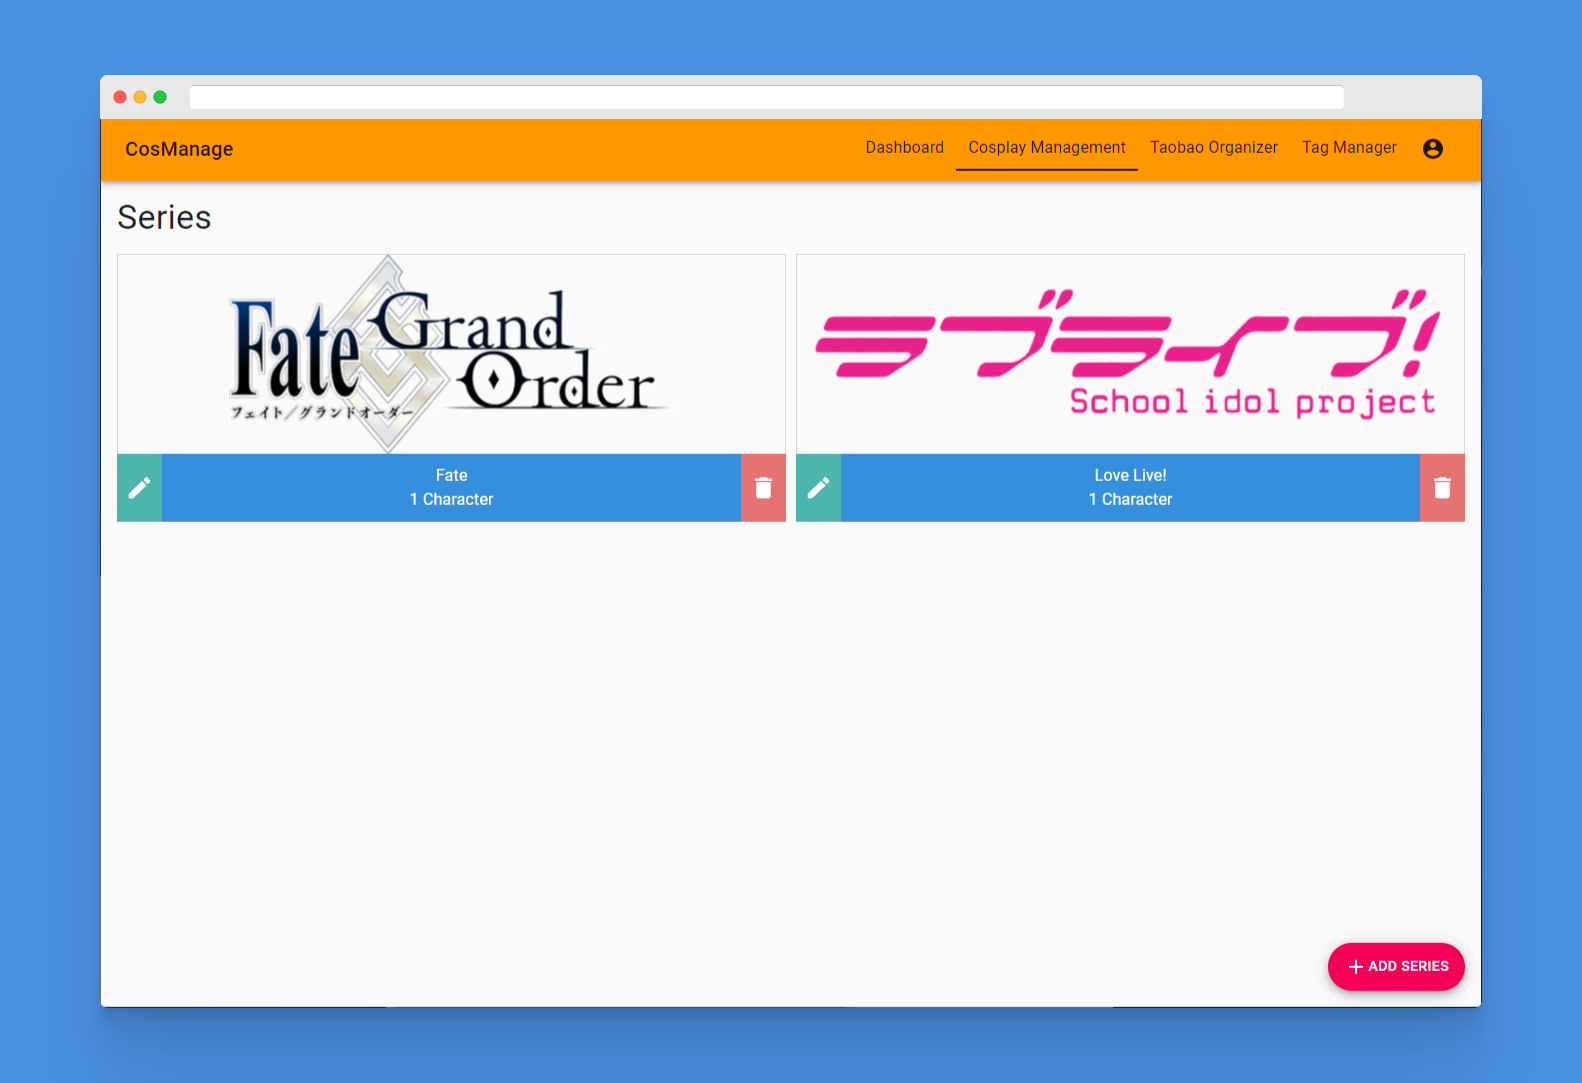 CosManage
Dashboard
Cosplay Management
Taobao Organizer
Tag Manager
Series
Fate
Grand
Order
フェイト／グランドオーダー
ラブライブ!
School idol project
Fate
1 Character
Love Live!
1 Character
ADD SERIES